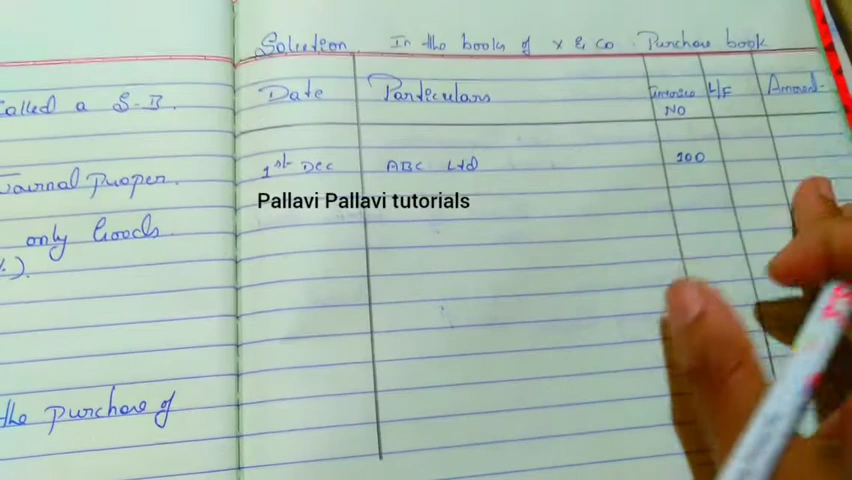 Solution In the books of X & Co Purchase book
Called a S-B.
Date Particulars Invoice NO L/F Amount
Journal Proper.
1st Dec ABC Ltd 100
Pallavi Pallavi tutorials
only Goods
the purchase of